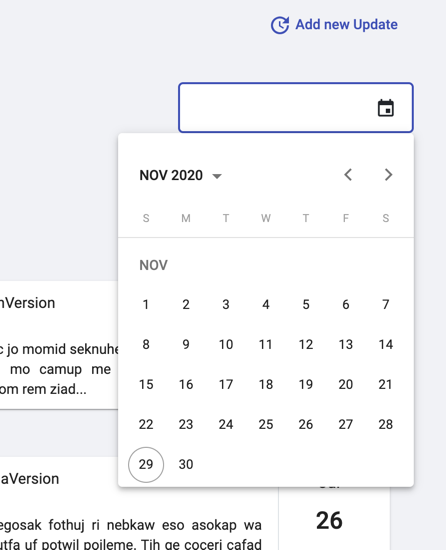 Add new Update
NOV 2020
S M T W T F S
NOV
1 2 3 4 5 6 7
8 9 10 11 12 13 14
15 16 17 18 19 20 21
22 23 24 25 26 27 28
29 30
nVersion
c jo momid seknuhe
mo camup me
om rem ziad...
aVersion
egosak fothuj ri nebkaw eso asokap wa
utfa uf potwil pojleme. Tih ge coceri cafad
26